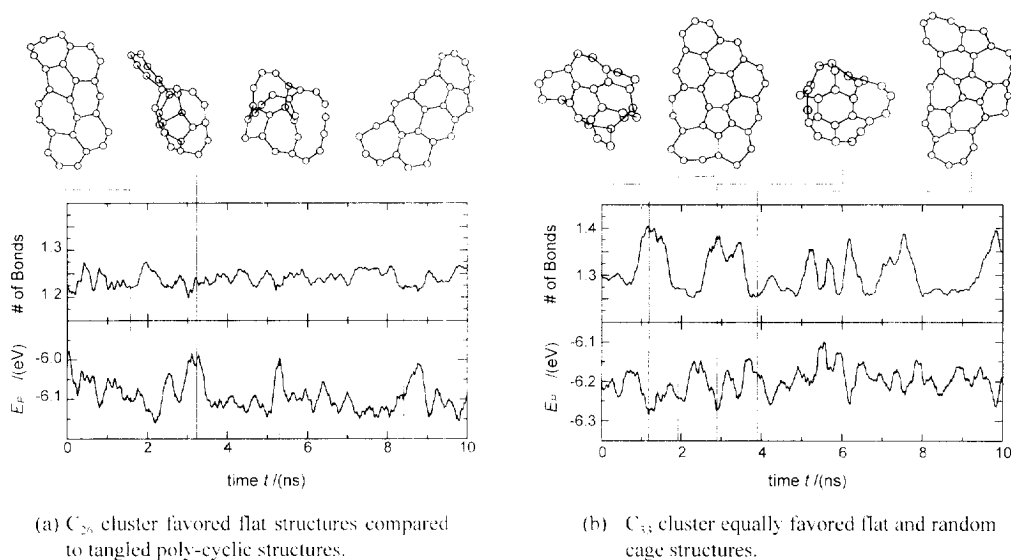 # of Bonds
1.3
1.2
E_P /(eV)
-6.0
-6.1
0 2 4 6 8 10
time t /(ns)
(a) C₂₆ cluster favored flat structures compared
to tangled poly-cyclic structures.
# of Bonds
1.4
1.3
E_P /(eV)
-6.1
-6.2
-6.3
0 2 4 6 8 10
time t /(ns)
(b) C₃₃ cluster equally favored flat and random
cage structures.